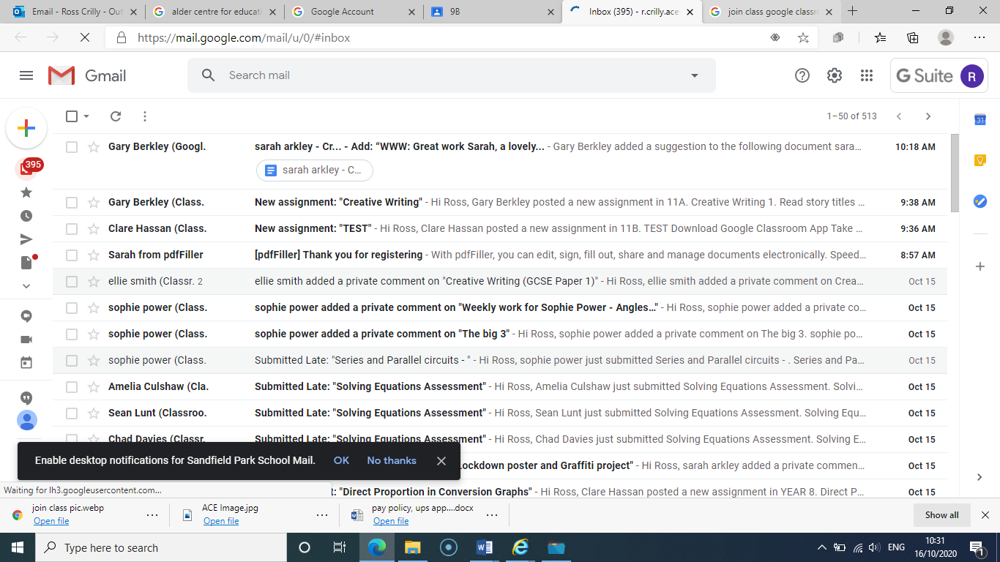 Email - Ross Crilly - Out
alder centre for educati
Google Account
9B
Inbox (395) - r.crilly.aces
join class google classro
https://mail.google.com/mail/u/0/#inbox
Gmail
Search mail
G Suite
R
1–50 of 513
31
395
Gary Berkley (Googl. sarah arkley - Cr... - Add: “WWW: Great work Sarah, a lovely... - Gary Berkley added a suggestion to the following document sara... 10:18 AM
sarah arkley - C...
Gary Berkley (Class. New assignment: "Creative Writing" - Hi Ross, Gary Berkley posted a new assignment in 11A. Creative Writing 1. Read story titles ... 9:38 AM
Clare Hassan (Class. New assignment: "TEST" - Hi Ross, Clare Hassan posted a new assignment in 11B. TEST Download Google Classroom App Take ... 9:36 AM
Sarah from pdfFiller [pdfFiller] Thank you for registering - With pdfFiller, you can edit, sign, fill out, share and manage documents electronically. Speed... 8:57 AM
ellie smith (Classr. 2 ellie smith added a private comment on "Creative Writing (GCSE Paper 1)" - Hi Ross, ellie smith added a private comment on Crea... Oct 15
sophie power (Class. sophie power added a private comment on "Weekly work for Sophie Power - Angles..." - Hi Ross, sophie power added a private co... Oct 15
sophie power (Class. sophie power added a private comment on "The big 3" - Hi Ross, sophie power added a private comment on The big 3. sophie po... Oct 15
sophie power (Class. Submitted Late: "Series and Parallel circuits - " - Hi Ross, sophie power just submitted Series and Parallel circuits - . Series and Pa... Oct 15
Amelia Culshaw (Cla. Submitted Late: "Solving Equations Assessment" - Hi Ross, Amelia Culshaw just submitted Solving Equations Assessment. Solvi... Oct 15
Sean Lunt (Classroo. Submitted Late: "Solving Equations Assessment" - Hi Ross, Sean Lunt just submitted Solving Equations Assessment. Solving Equ... Oct 15
Chad Davies (Classr. Submitted Late: "Solving Equations Assessment" - Hi Ross, Chad Davies just submitted Solving Equations Assessment. Solving E... Oct 15
Enable desktop notifications for Sandfield Park School Mail. OK No thanks
Lockdown poster and Graffiti project" - Hi Ross, sarah arkley added a private commen... Oct 15
t: "Direct Proportion in Conversion Graphs" - Hi Ross, Clare Hassan posted a new assignment in YEAR 8. Direct P... Oct 15
Waiting for lh3.googleusercontent.com...
join class pic.webp
Open file
ACE Image.jpg
Open file
pay policy, ups app....docx
Open file
Show all
Type here to search
ENG
10:31
16/10/2020
1